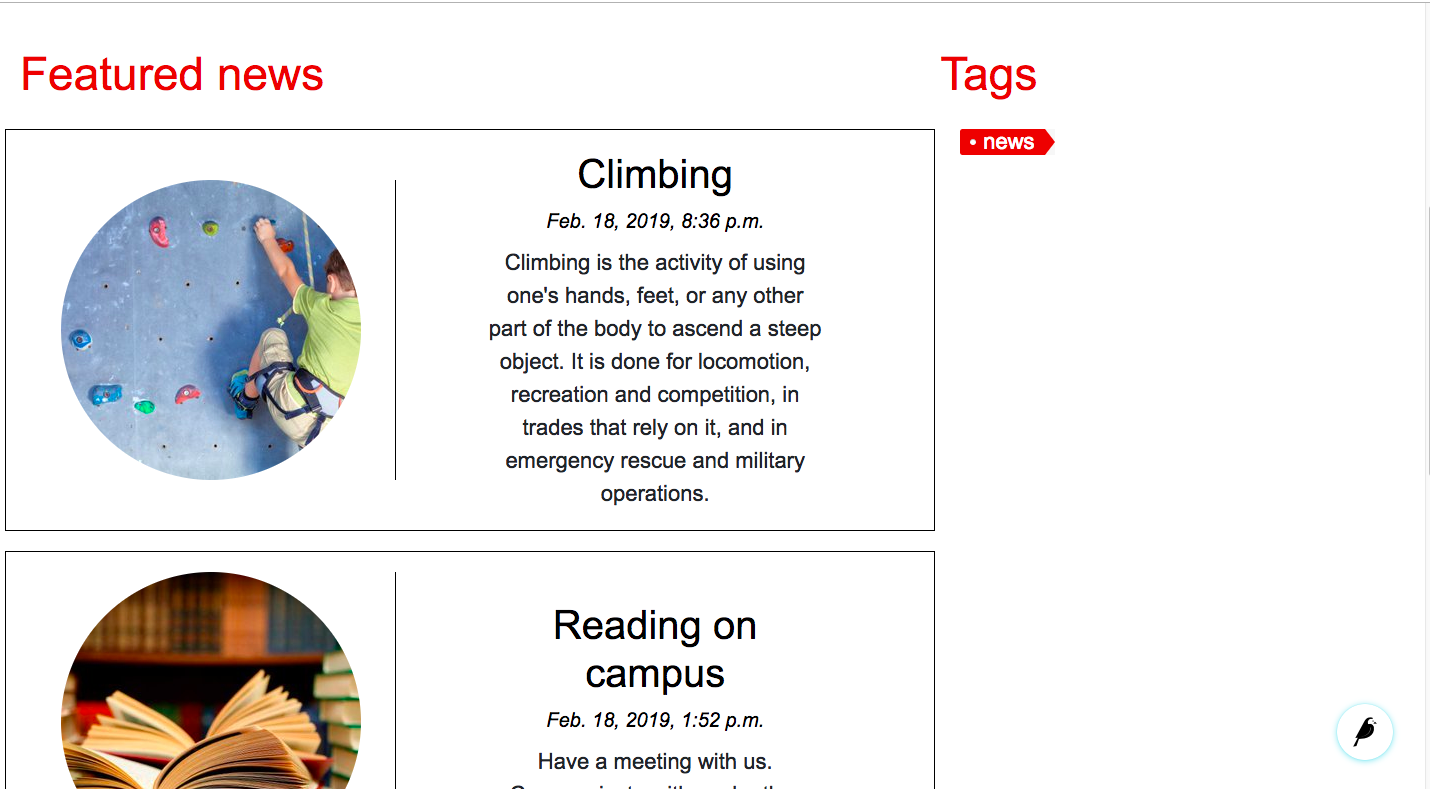 Featured news
Tags
• news
Climbing
Feb. 18, 2019, 8:36 p.m.
Climbing is the activity of using
one's hands, feet, or any other
part of the body to ascend a steep
object. It is done for locomotion,
recreation and competition, in
trades that rely on it, and in
emergency rescue and military
operations.
Reading on
campus
Feb. 18, 2019, 1:52 p.m.
Have a meeting with us.